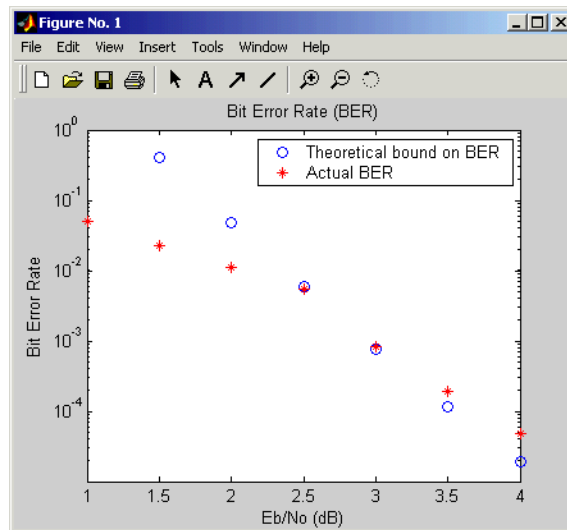 Figure No. 1
File Edit View Insert Tools Window Help
A
Bit Error Rate (BER)
Theoretical bound on BER
Actual BER
10^0
10^-1
10^-2
10^-3
10^-4
Bit Error Rate
1 1.5 2 2.5 3 3.5 4
Eb/No (dB)